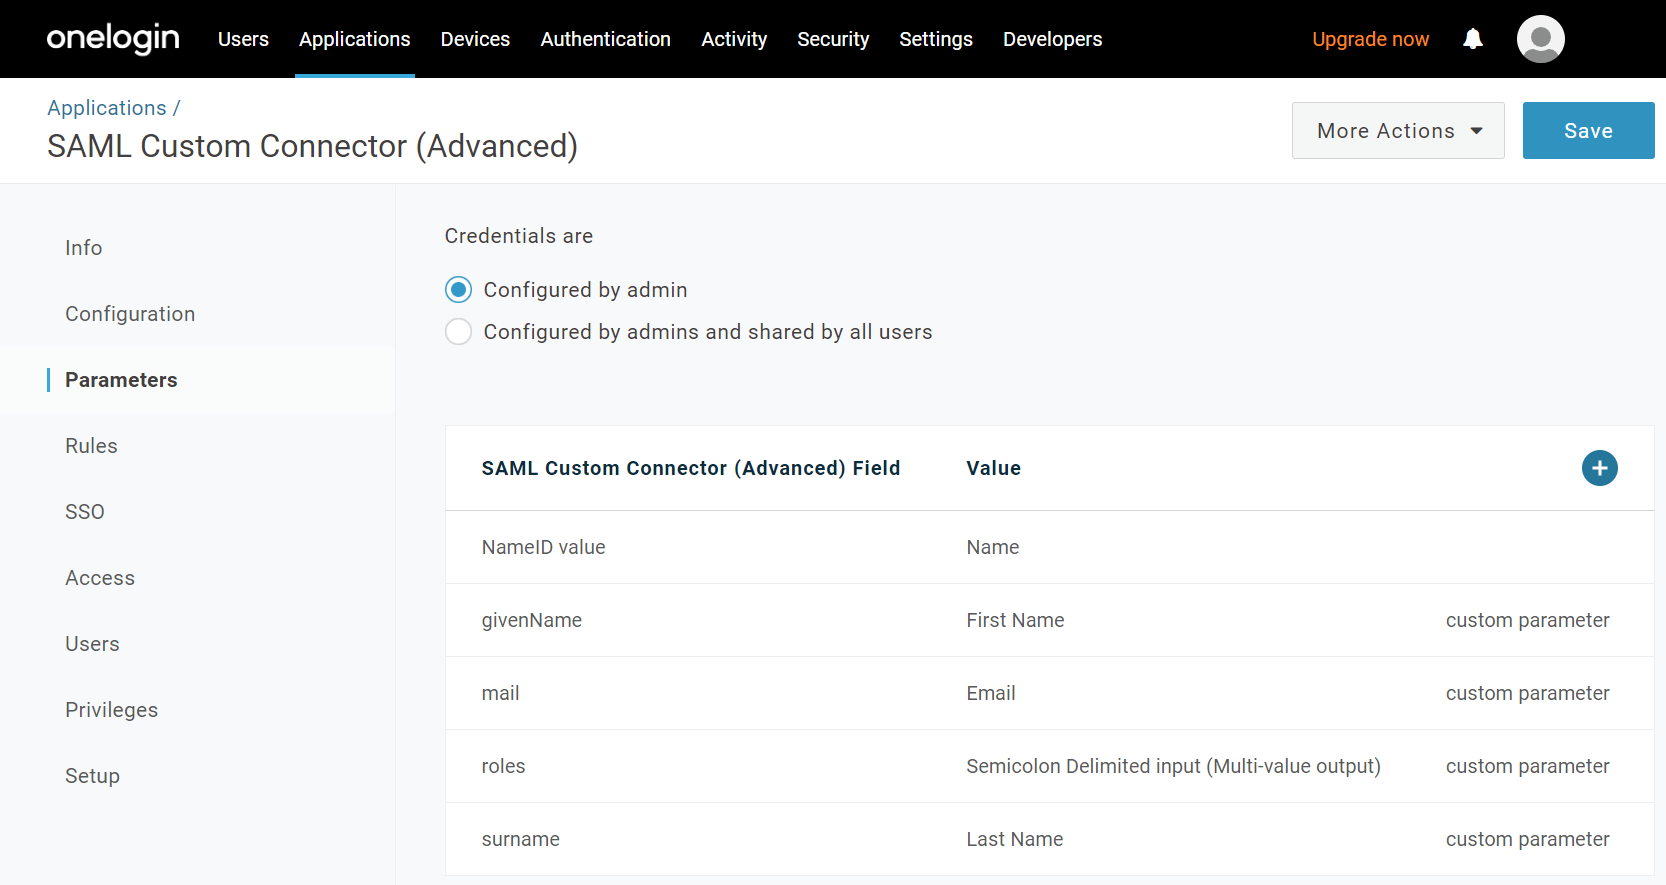 onelogin Users Applications Devices Authentication Activity Security Settings Developers Upgrade now
Applications /
SAML Custom Connector (Advanced)
More Actions Save
Info
Configuration
Parameters
Rules
SSO
Access
Users
Privileges
Setup
Credentials are
Configured by admin
Configured by admins and shared by all users
SAML Custom Connector (Advanced) Field Value
NameID value Name
givenName First Name custom parameter
mail Email custom parameter
roles Semicolon Delimited input (Multi-value output) custom parameter
surname Last Name custom parameter